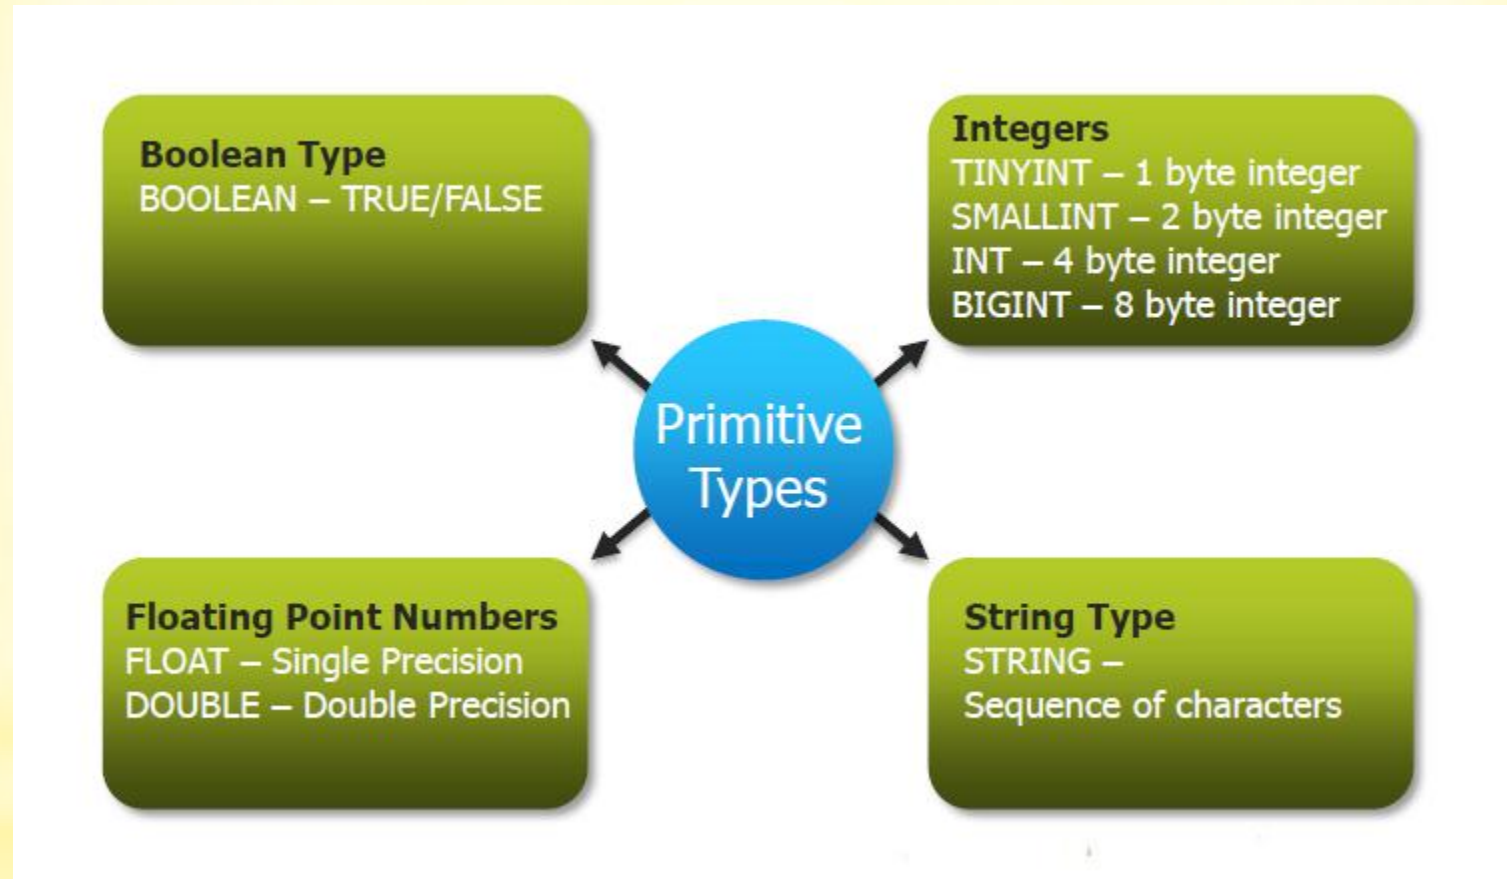 Boolean Type
BOOLEAN – TRUE/FALSE
Integers
TINYINT – 1 byte integer
SMALLINT – 2 byte integer
INT – 4 byte integer
BIGINT – 8 byte integer
Primitive
Types
Floating Point Numbers
FLOAT – Single Precision
DOUBLE – Double Precision
String Type
STRING –
Sequence of characters